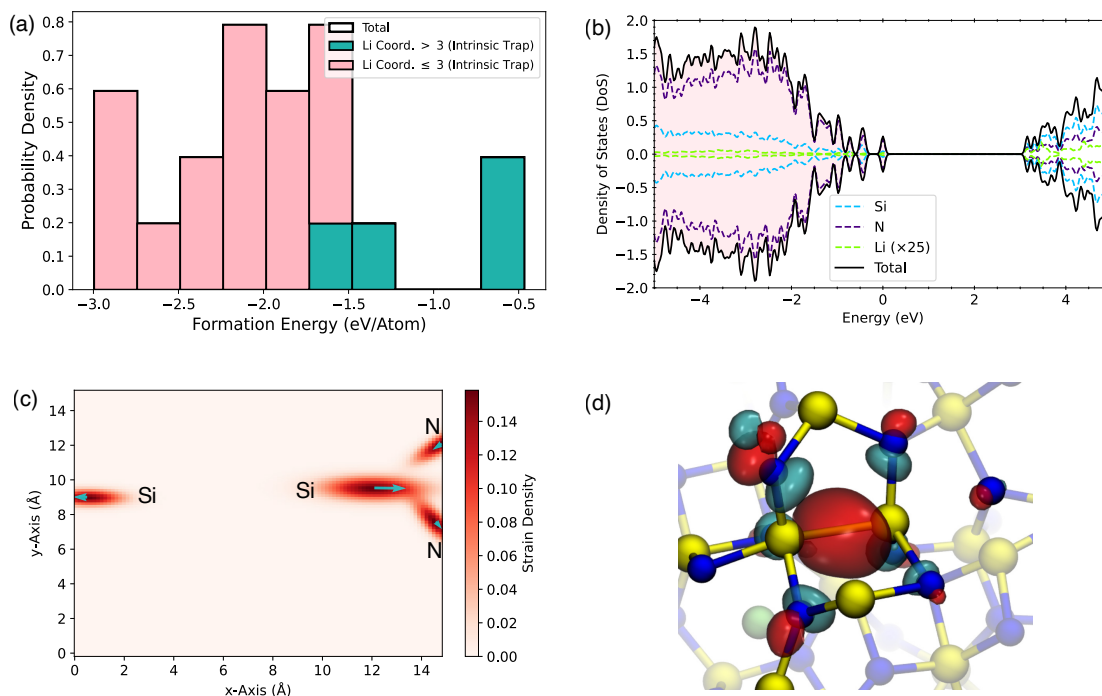 (a)
0.8
0.7
0.6
0.5
0.4
0.3
0.2
0.1
0.0
Probability Density
Total
Li Coord. > 3 (Intrinsic Trap)
Li Coord. ≤ 3 (Intrinsic Trap)
−3.0 −2.5 −2.0 −1.5 −1.0 −0.5
Formation Energy (eV/Atom)
(b)
2.0
1.5
1.0
0.5
0.0
−0.5
−1.0
−1.5
−2.0
Density of States (DoS)
Si
N
Li (×25)
Total
−4 −2 0 2 4
Energy (eV)
(c)
14
12
10
8
6
4
2
0
y-Axis (Å)
N
Si
Si
N
0 2 4 6 8 10 12 14
x-Axis (Å)
0.14
0.12
0.10
0.08
0.06
0.04
0.02
0.00
Strain Density
(d)